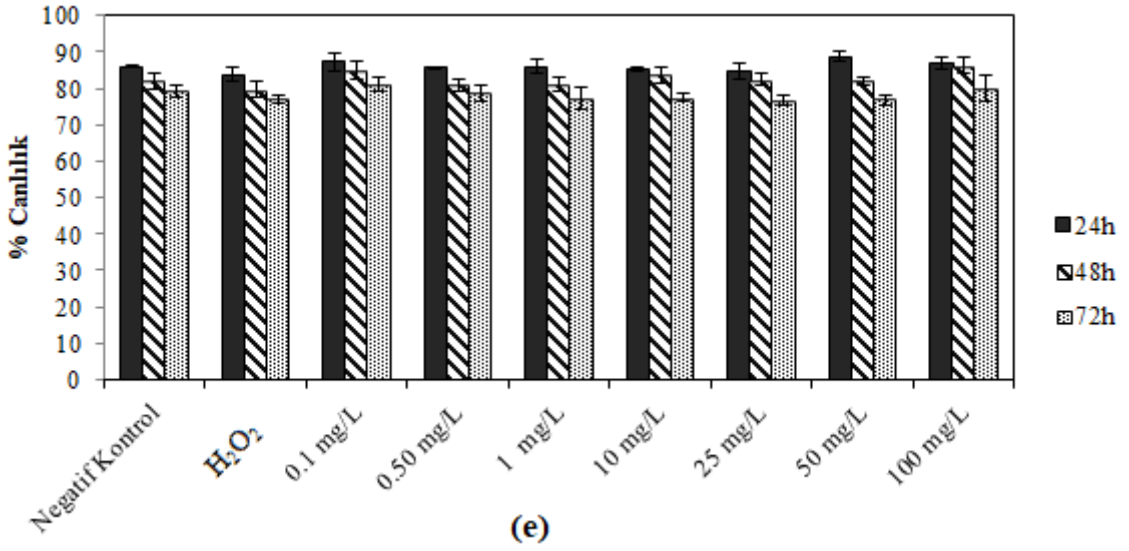 100
90
80
70
60
50
40
30
20
10
0
% Canlılık
Negatif Kontrol
H₂O₂
0.1 mg/L
0.50 mg/L
1 mg/L
10 mg/L
25 mg/L
50 mg/L
100 mg/L
24h
48h
72h
(e)